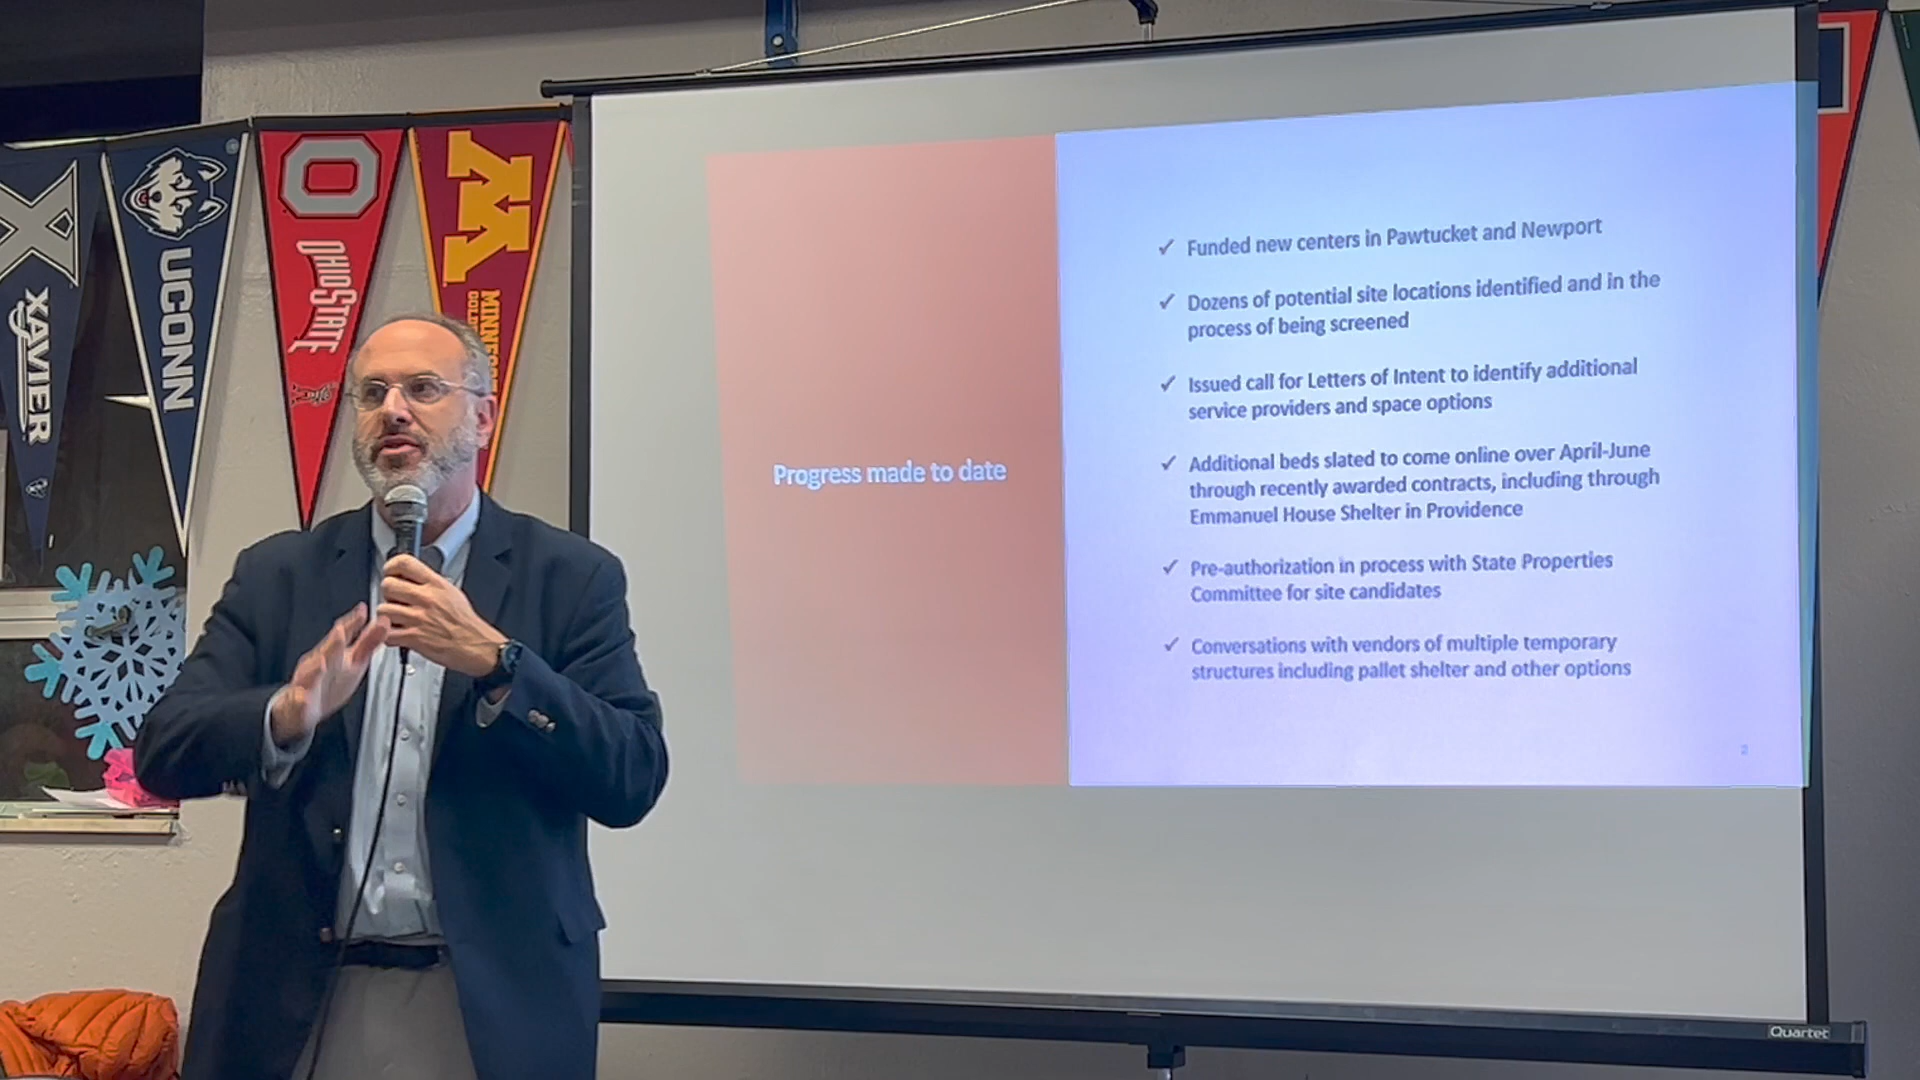 X
XAVIER
UCONN
O
OHIO STATE
M
Progress made to date
✓ Funded new centers in Pawtucket and Newport
✓ Dozens of potential site locations identified and in the
process of being screened
✓ Issued call for Letters of Intent to identify additional
service providers and space options
✓ Additional beds slated to come online over April-June
through recently awarded contracts, including through
Emmanuel House Shelter in Providence
✓ Pre-authorization in process with State Properties
Committee for site candidates
✓ Conversations with vendors of multiple temporary
structures including pallet shelter and other options
2
Quartet